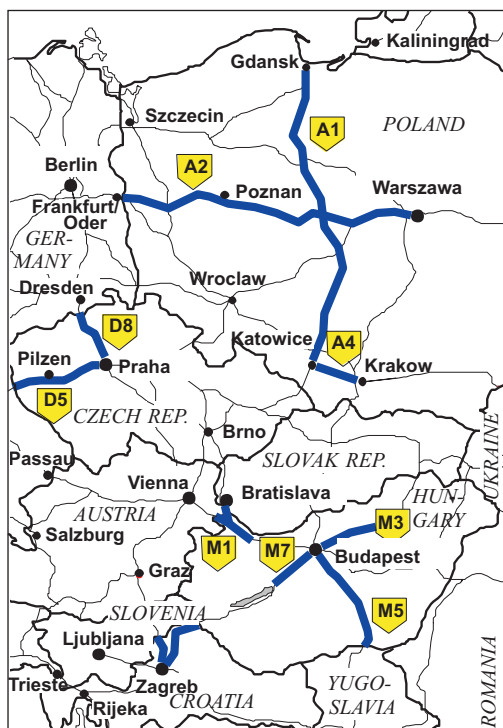 Kaliningrad
Gdansk
A1
Szczecin
POLAND
A2
Berlin
Poznan
Warszawa
Frankfurt/
Oder
GER-
MANY
Wroclaw
Dresden
D8
Katowice
A4
Pilzen
Praha
Krakow
D5
CZECH REP.
Brno
UKRAINE
SLOVAK REP.
Passau
Vienna
Bratislava
HUN-
GARY
AUSTRIA
M3
Salzburg
M1
M7
Budapest
Graz
SLOVENIA
M5
Ljubljana
Trieste
Zagreb
CROATIA
YUGO-
SLAVIA
Rijeka
ROMANIA